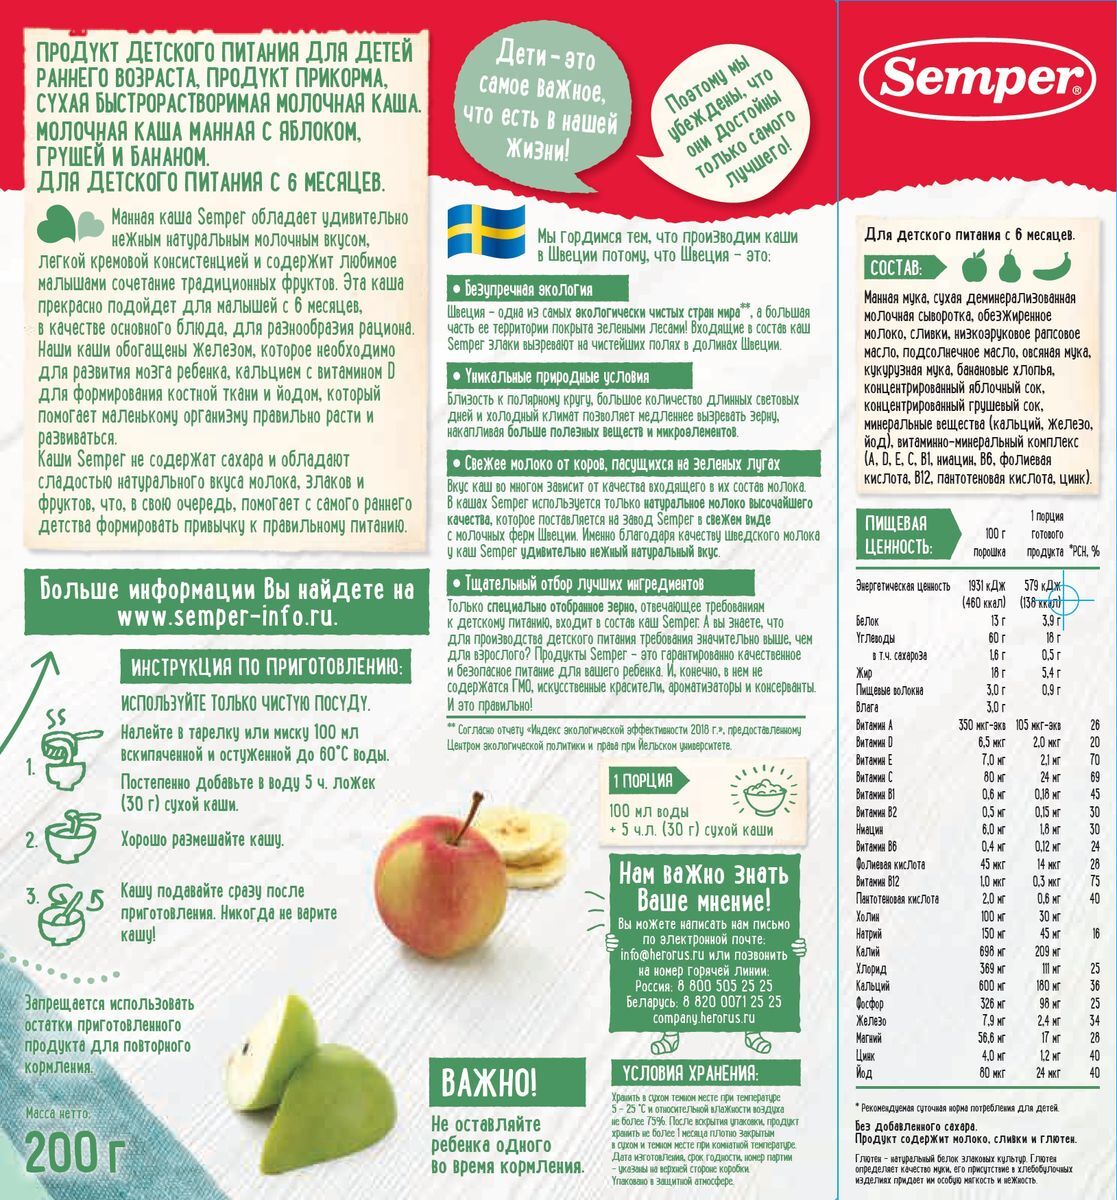 ПРОДУКТ ДЕТСКОГО ПИТАНИЯ ДЛЯ ДЕТЕЙ
РАННЕГО ВОЗРАСТА, ПРОДУКТ ПРИКОРМА,
СУХАЯ БЫСТРОРАСТВОРИМАЯ МОЛОЧНАЯ КАША.
МОЛОЧНАЯ КАША МАННАЯ С ЯБЛОКОМ,
ГРУШЕЙ И БАНАНОМ.
ДЛЯ ДЕТСКОГО ПИТАНИЯ С 6 МЕСЯЦЕВ.
Манная каша Semper обладает удивительно
нежным натуральным молочным вкусом,
легкой кремовой консистенцией и содержит любимое
малышами сочетание традиционных фруктов. Эта каша
прекрасно подойдет для малышей с 6 месяцев,
в качестве основного блюда, для разнообразия рациона.
Наши каши обогащены железом, которое необходимо
для развития мозга ребенка, кальцием с витамином D
для формирования костной ткани и йодом, который
помогает маленькому организму правильно расти и
развиваться.
Каши Semper не содержат сахара и обладают
сладостью натурального вкуса молока, злаков и
фруктов, что, в свою очередь, помогает с самого раннего
детства формировать привычку к правильному питанию.
Больше информации Вы найдете на
www.semper-info.ru.
ИНСТРУКЦИЯ ПО ПРИГОТОВЛЕНИЮ:
ИСПОЛЬЗУЙТЕ ТОЛЬКО ЧИСТУЮ ПОСУДУ.
1. Налейте в тарелку или миску 100 мл
вскипяченной и остуженной до 60°C воды.
Постепенно добавьте в воду 5 ч. ложек
(30 г) сухой каши.
2. Хорошо размешайте кашу.
3. Кашу подавайте сразу после
приготовления. Никогда не варите
кашу!
Запрещается использовать
остатки приготовленного
продукта для повторного
кормления.
Масса нетто:
200 г
Дети – это
самое важное,
что есть в нашей
жизни!
Поэтому мы
убеждены, что
они достойны
только самого
лучшего!
Мы гордимся тем, что производим каши
в Швеции потому, что Швеция – это:
• Безупречная экология
Швеция – одна из самых экологически чистых стран мира**, а большая
часть ее территории покрыта зелеными лесами! Входящие в состав каш
Semper злаки вызревают на чистейших полях в долинах Швеции.
• Уникальные природные условия
Близость к полярному кругу, большое количество длинных световых
дней и холодный климат позволяет медленнее вызревать зерну,
накапливая больше полезных веществ и микроэлементов.
• Свежее молоко от коров, пасущихся на зеленых лугах
Вкус каш во многом зависит от качества входящего в их состав молока.
В кашах Semper используется только натуральное молоко высочайшего
качества, которое поставляется на завод Semper в свежем виде
с молочных ферм Швеции. Именно благодаря качеству шведского молока
у каш Semper удивительно нежный натуральный вкус.
• Тщательный отбор лучших ингредиентов
Только специально отобранное зерно, отвечающее требованиям
к детскому питанию, входит в состав каш Semper. А вы знаете, что
для производства детского питания требования значительно выше, чем
для взрослого? Продукты Semper – это гарантированно качественное
и безопасное питание для вашего ребенка. И, конечно, в нем не
содержатся ГМО, искусственные красители, ароматизаторы и консерванты.
И это правильно!
** Согласно отчету «Индекс экологической эффективности 2018 г.», предоставленному
Центром экологической политики и права при Йельском университете.
1 ПОРЦИЯ
100 мл воды
+ 5 ч.л. (30 г) сухой каши
Нам важно знать
Ваше мнение!
Вы можете написать нам письмо
по электронной почте:
info@herorus.ru или позвонить
на номер горячей линии:
Россия: 8 800 505 25 25
Беларусь: 8 820 0071 25 25
company.herorus.ru
ВАЖНО!
Не оставляйте
ребенка одного
во время кормления.
УСЛОВИЯ ХРАНЕНИЯ:
Хранить в сухом темном месте при температуре
5 – 25 °C и относительной влажности воздуха
не более 75%. После вскрытия упаковки, продукт
хранить не более 1 месяца плотно закрытым
в сухом и темном месте при комнатной температуре.
Дата изготовления, срок годности, номер партии
– указаны на верхней стороне коробки.
Упаковано в защитной атмосфере.
Semper®
Для детского питания с 6 месяцев.
СОСТАВ:
Манная мука, сухая деминерализованная
молочная сыворотка, обезжиренное
молоко, сливки, низкоэруковое рапсовое
масло, подсолнечное масло, овсяная мука,
кукурузная мука, банановые хлопья,
концентрированный яблочный сок,
концентрированный грушевый сок,
минеральные вещества (кальций, железо,
йод), витаминно-минеральный комплекс
(A, D, E, C, B1, ниацин, B6, фолиевая
кислота, B12, пантотеновая кислота, цинк).
ПИЩЕВАЯ ЦЕННОСТЬ: 100 г порошка 1 порция готового продукта *РСН, %
Энергетическая ценность 1931 кДж 579 кДж
(460 ккал) (138 ккал)
Белок 13 г 3,9 г
Углеводы 60 г 18 г
в т.ч. сахароза 1,6 г 0,5 г
Жир 18 г 5,4 г
Пищевые волокна 3,0 г 0,9 г
Влага 3,0 г
Витамин A 350 мкг-экв 105 мкг-экв 26
Витамин D 6,5 мкг 2,0 мкг 20
Витамин E 7,0 мг 2,1 мг 70
Витамин C 80 мг 24 мг 69
Витамин B1 0,6 мг 0,18 мг 45
Витамин B2 0,5 мг 0,15 мг 30
Ниацин 6,0 мг 1,8 мг 30
Витамин B6 0,4 мг 0,12 мг 24
Фолиевая кислота 45 мкг 14 мкг 28
Витамин B12 1,0 мкг 0,3 мкг 75
Пантотеновая кислота 2,0 мг 0,6 мг 40
Холин 100 мг 30 мг
Натрий 150 мг 45 мг 16
Калий 698 мг 209 мг
Хлорид 369 мг 111 мг 25
Кальций 600 мг 180 мг 36
Фосфор 326 мг 98 мг 25
Железо 7,9 мг 2,4 мг 34
Магний 56,6 мг 17 мг 28
Цинк 4,0 мг 1,2 мг 40
Йод 80 мкг 24 мкг 40
* Рекомендуемая суточная норма потребления для детей.
Без добавленного сахара.
Продукт содержит молоко, сливки и глютен.
Глютен – натуральный белок злаковых культур. Глютен
определяет качество муки, его присутствие в хлебобулочных
изделиях придает им особую мягкость и нежность.